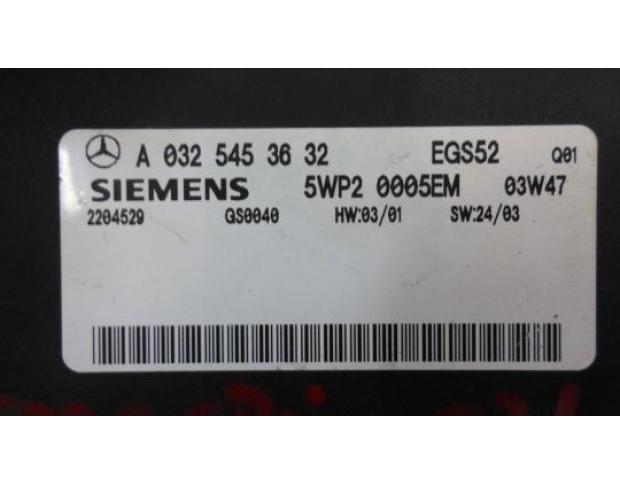 A 032 545 36 32 EGS52 Q01
SIEMENS 5WP2 0005EM 03W47
2204529 GS0040 HW:03/01 SW:24/03